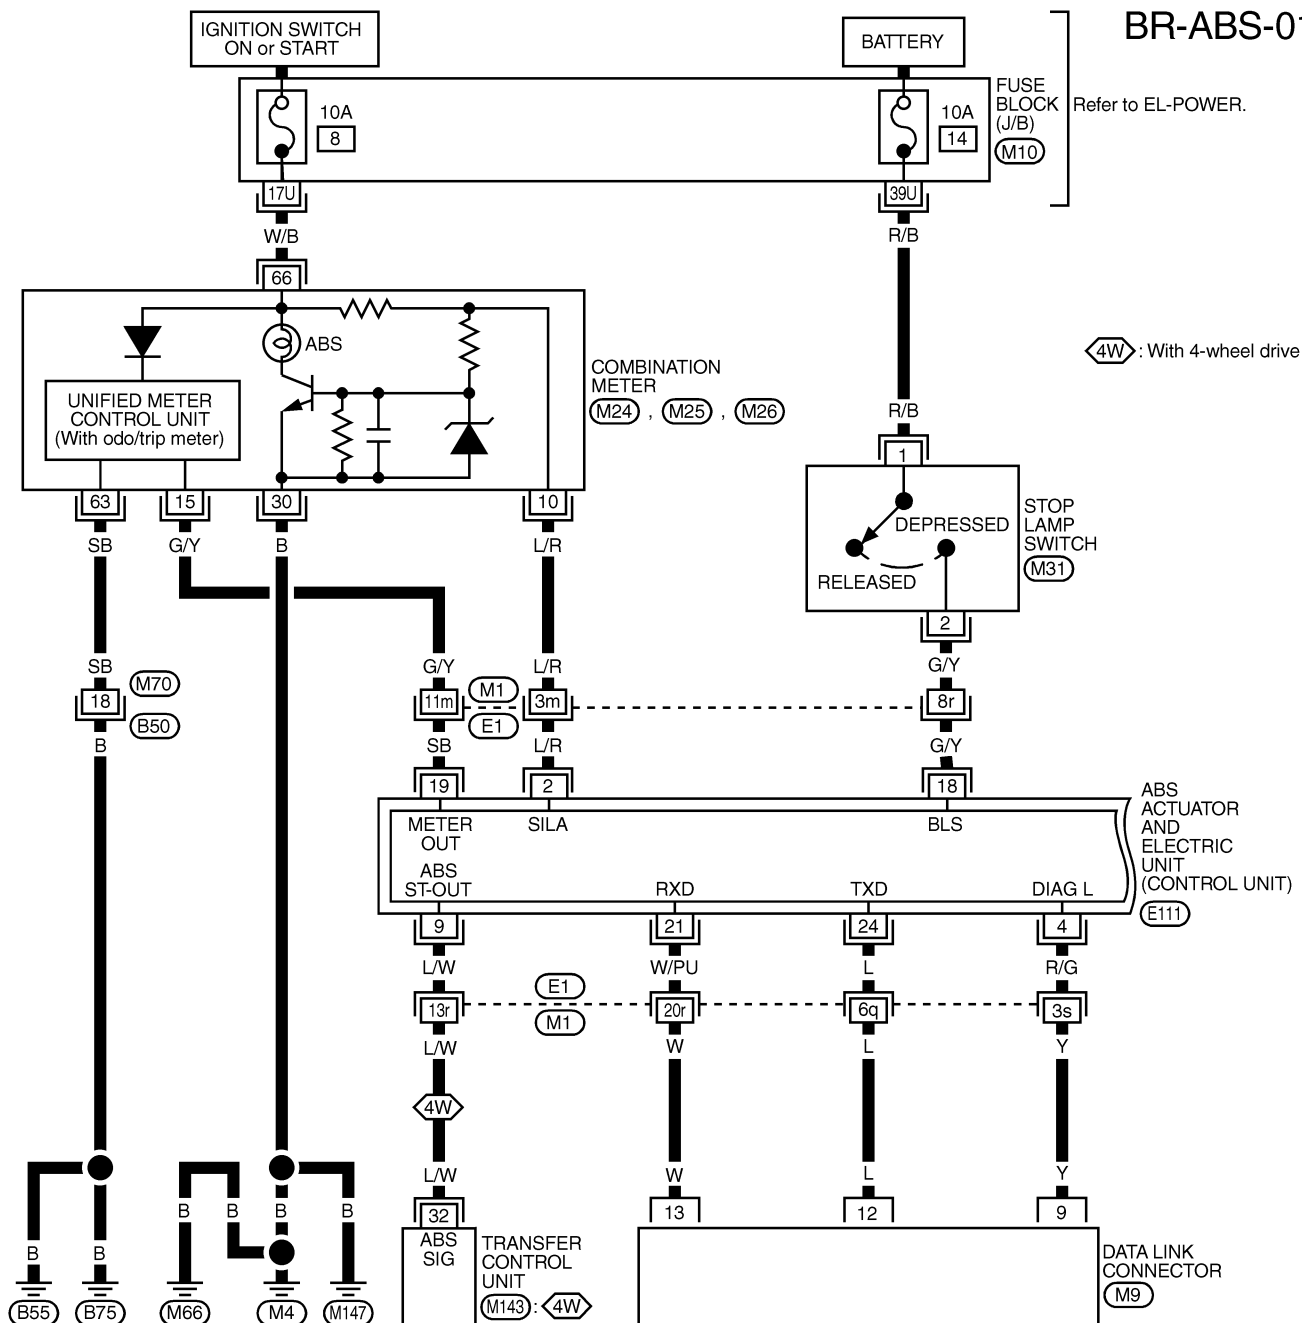 BR-ABS-01
IGNITION SWITCH
ON or START
BATTERY
10A
8
10A
14
FUSE
BLOCK
(J/B)
M10
Refer to EL-POWER.
17U
39U
W/B
R/B
66
ABS
UNIFIED METER
CONTROL UNIT
(With odo/trip meter)
COMBINATION
METER
M24 , M25 , M26
4W : With 4-wheel drive
R/B
1
DEPRESSED
RELEASED
STOP
LAMP
SWITCH
M31
63
15
30
10
SB
G/Y
B
L/R
2
SB
G/Y
L/R
G/Y
M70
18
B50
11m
M1
E1
3m
8r
B
SB
L/R
G/Y
19
2
18
METER
OUT
SILA
BLS
ABS
ST-OUT
RXD
TXD
DIAG L
ABS
ACTUATOR
AND
ELECTRIC
UNIT
(CONTROL UNIT)
E111
9
21
24
4
L/W
W/PU
L
R/G
E1
M1
13r
20r
6q
3s
L/W
W
L
Y
4W
L/W
W
L
Y
B
B
B
B
32
13
12
9
B
B
ABS
SIG
TRANSFER
CONTROL
UNIT
M143 : 4W
DATA LINK
CONNECTOR
M9
B55
B75
M66
M4
M147